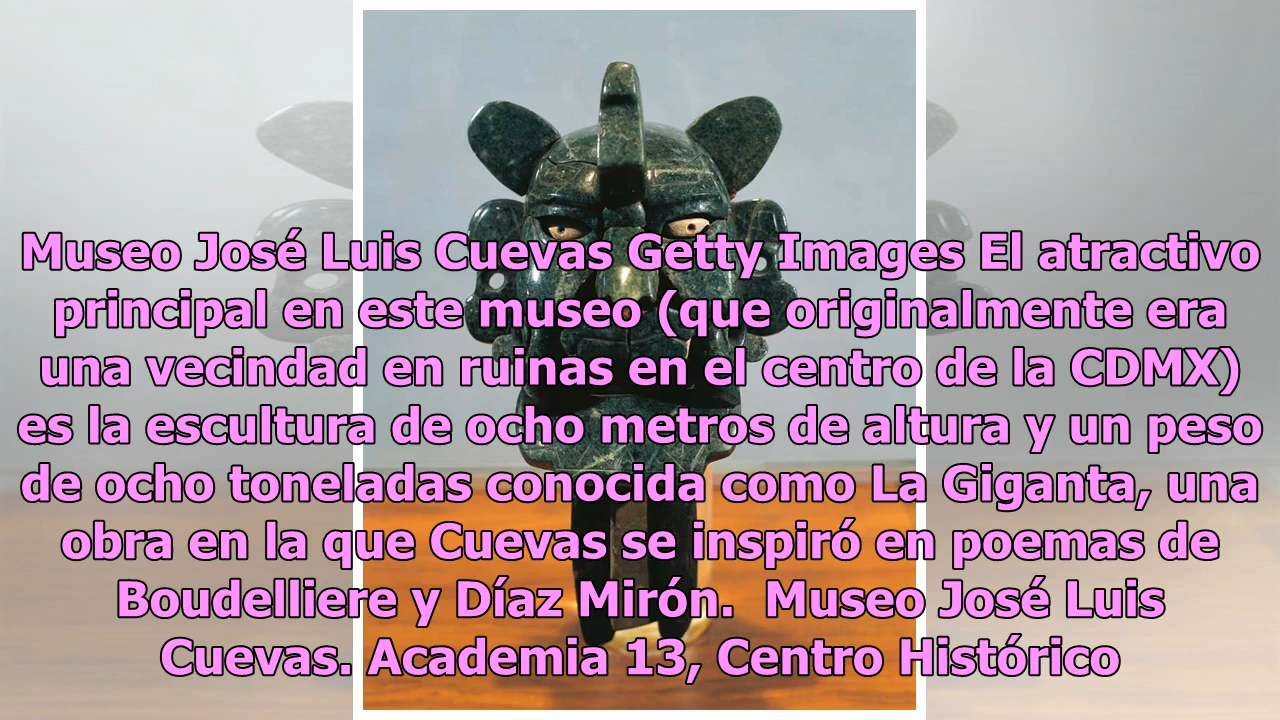 Museo José Luis Cuevas Getty Images El atractivo
principal en este museo (que originalmente era
una vecindad en ruinas en el centro de la CDMX)
es la escultura de ocho metros de altura y un peso
de ocho toneladas conocida como La Giganta, una
obra en la que Cuevas se inspiró en poemas de
Boudelliere y Díaz Mirón. Museo José Luis
Cuevas. Academia 13, Centro Histórico